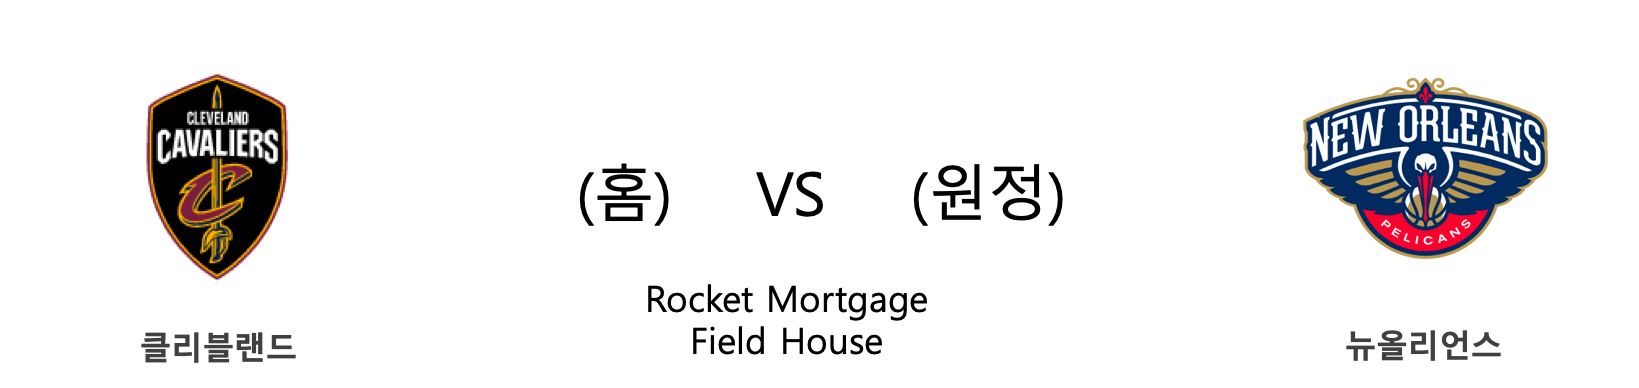 CLEVELAND
CAVALIERS
NEW ORLEANS
PELICANS
(홈) VS (원정)
Rocket Mortgage
Field House
클리블랜드
뉴올리언스